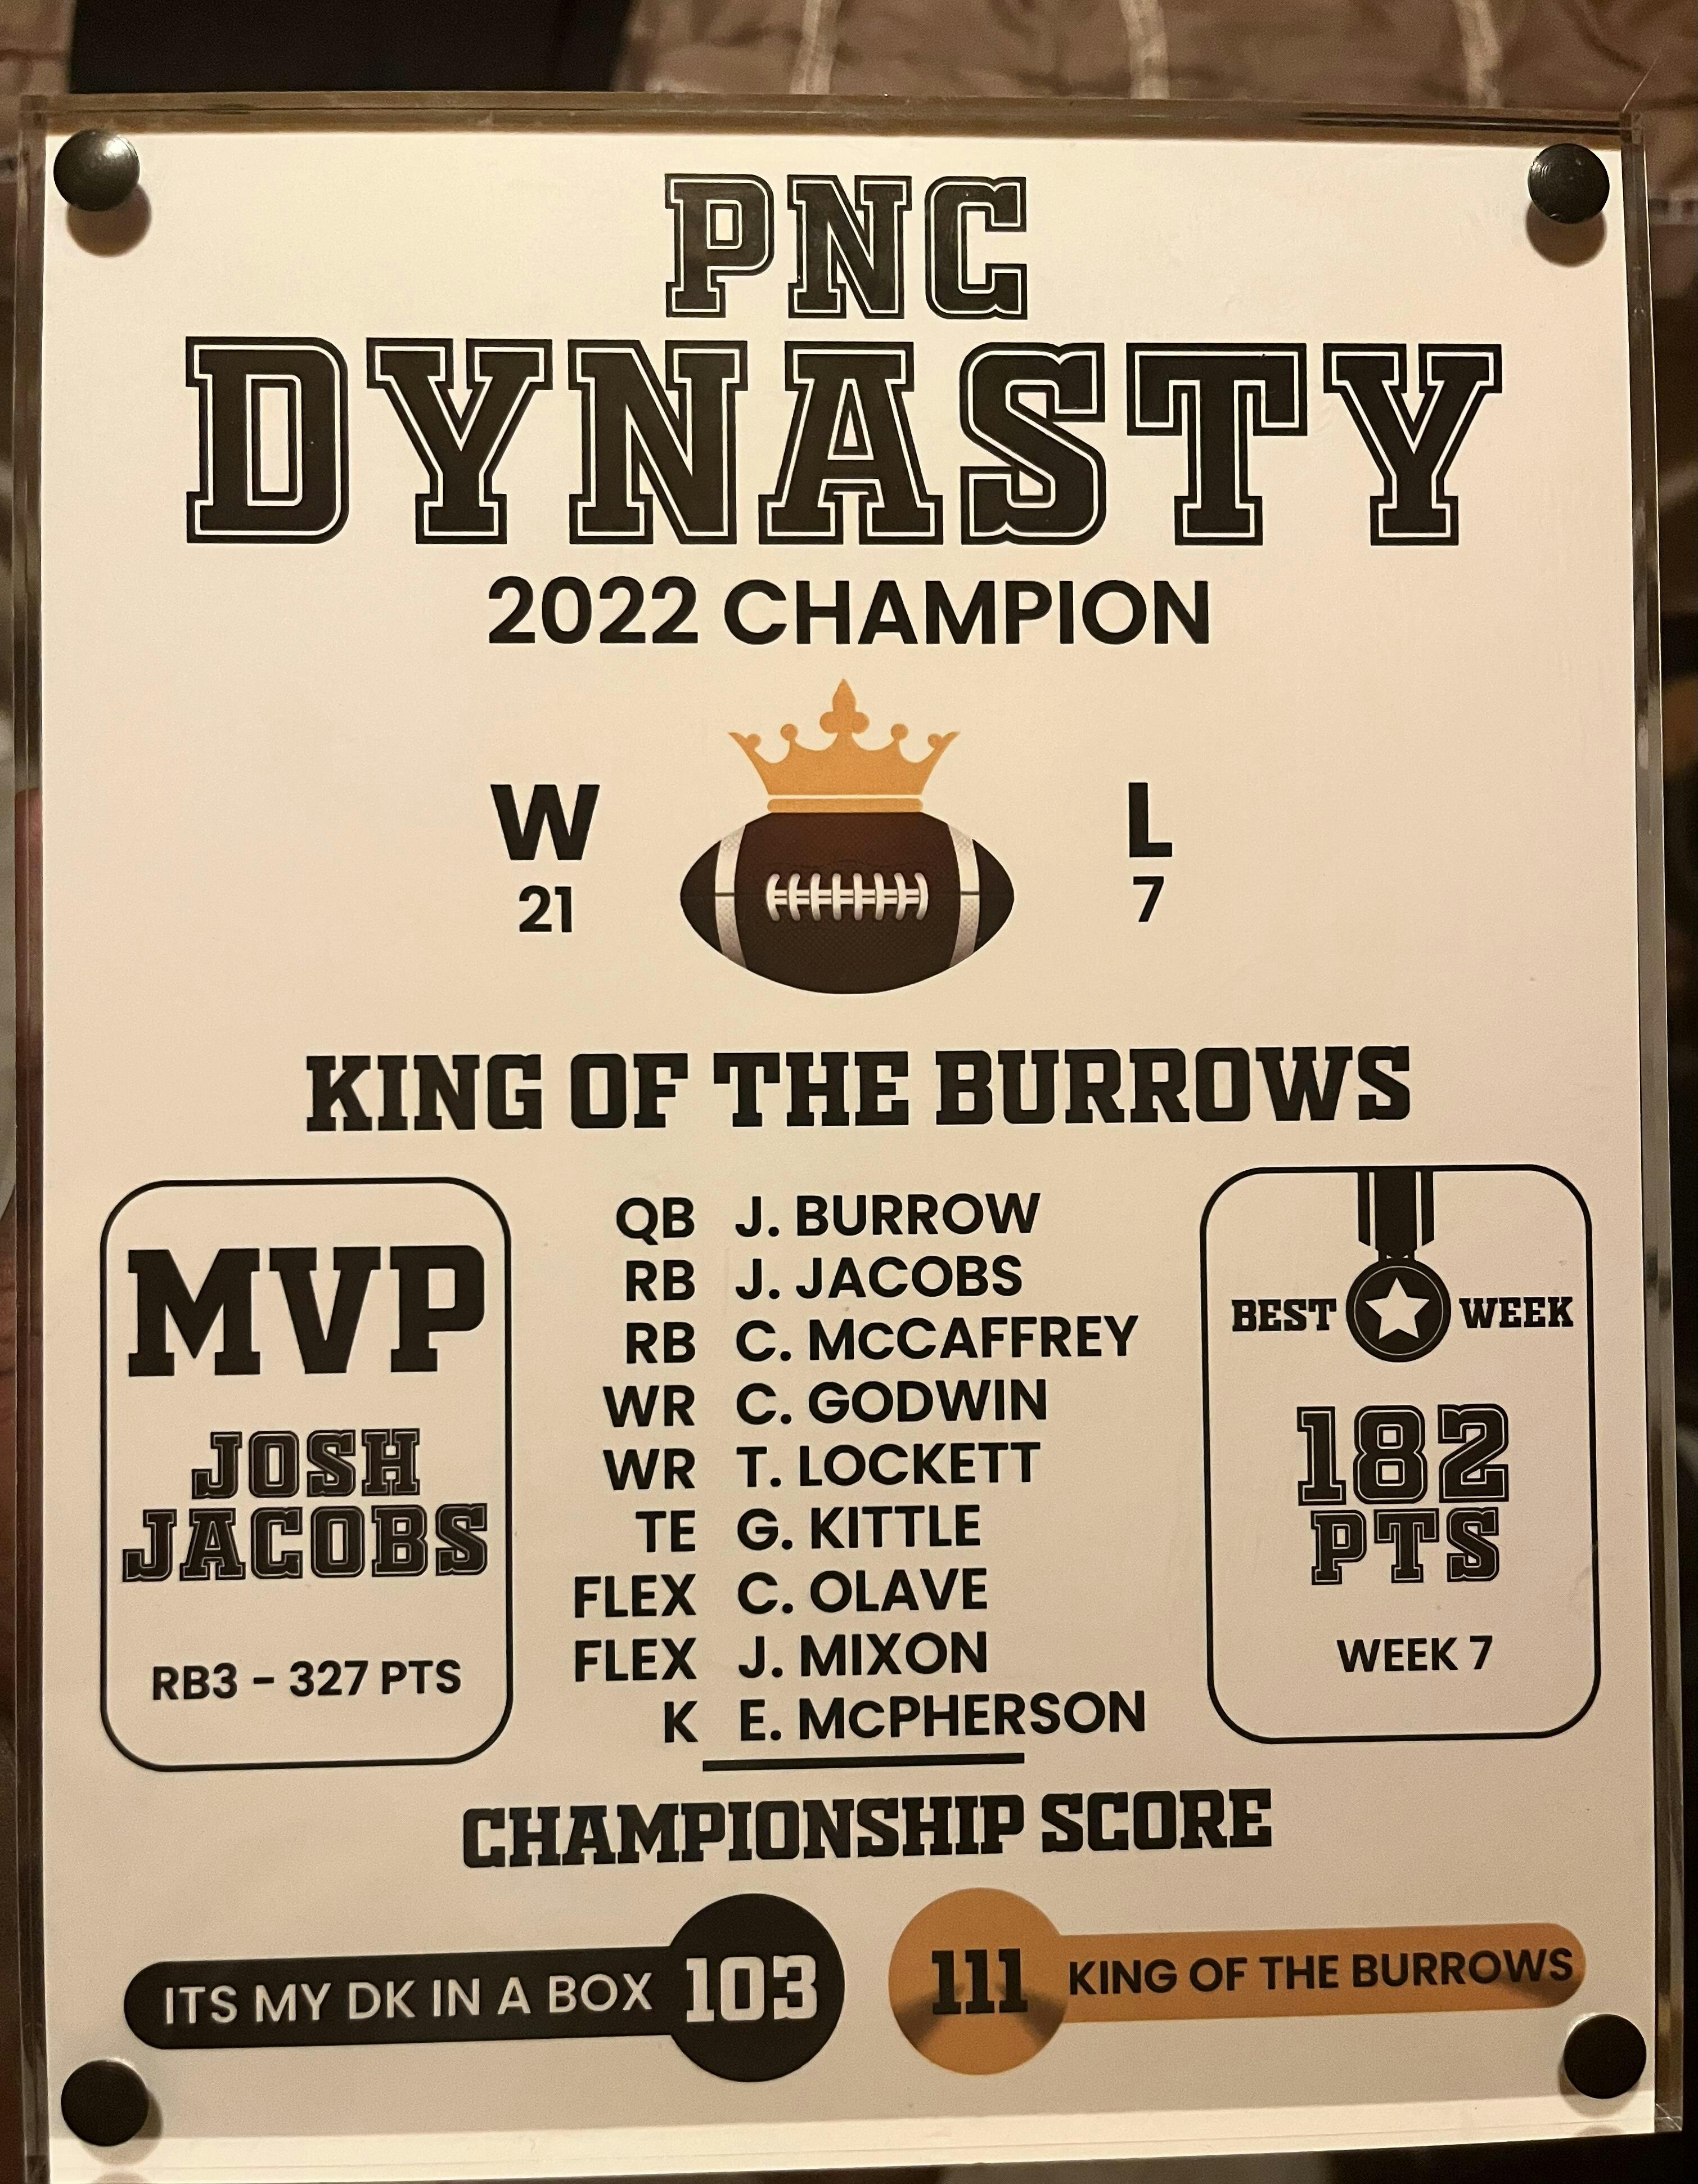 PNC
DYNASTY
2022 CHAMPION
W L
21 7
KING OF THE BURROWS
MVP
JOSH
JACOBS
RB3 - 327 PTS
QB J. BURROW
RB J. JACOBS
RB C. McCAFFREY
WR C. GODWIN
WR T. LOCKETT
TE G. KITTLE
FLEX C. OLAVE
FLEX J. MIXON
K E. McPHERSON
BEST WEEK
182
PTS
WEEK 7
CHAMPIONSHIP SCORE
ITS MY DK IN A BOX 103 111 KING OF THE BURROWS